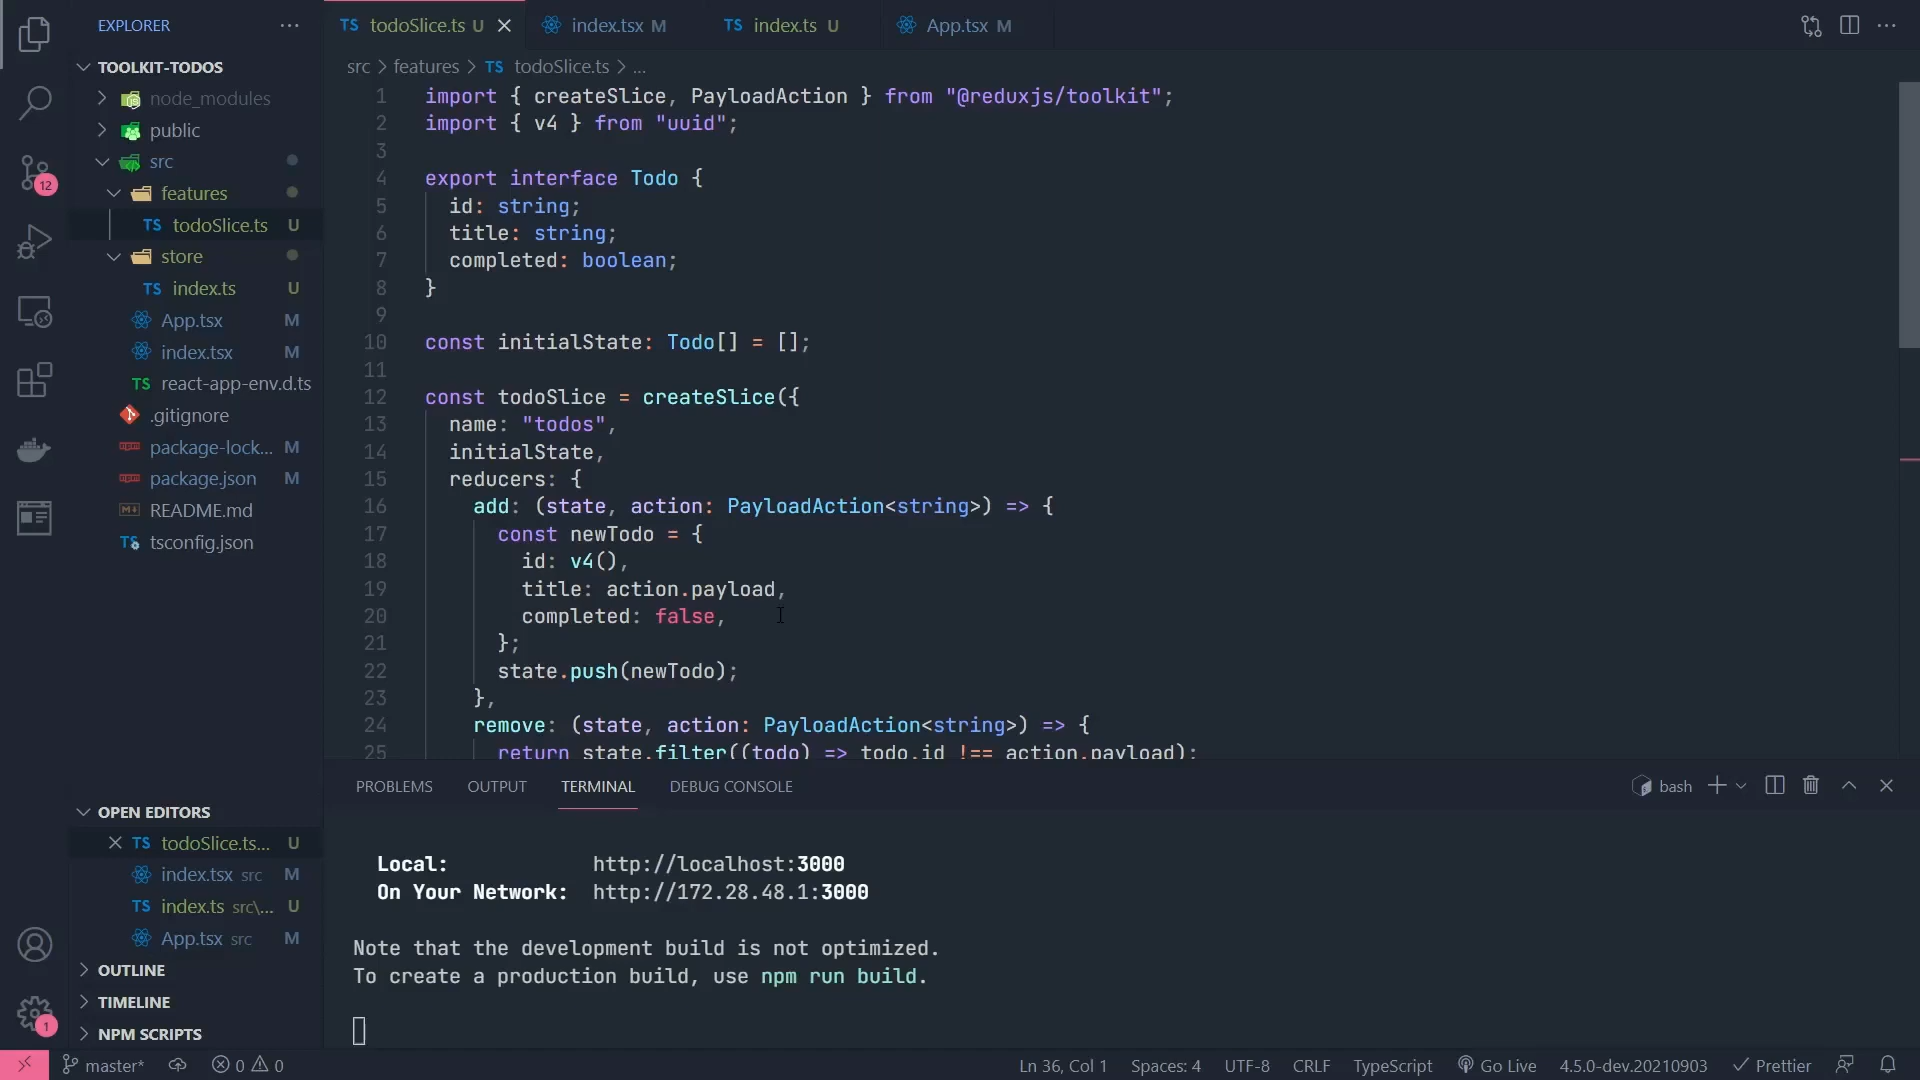 EXPLORER
TOOLKIT-TODOS
node_modules
public
src
features
TS todoSlice.ts U
store
TS index.ts U
App.tsx M
index.tsx M
TS react-app-env.d.ts
.gitignore
package-lock... M
package.json M
README.md
tsconfig.json
OPEN EDITORS
TS todoSlice.ts... U
index.tsx src M
TS index.ts src\... U
App.tsx src M
OUTLINE
TIMELINE
NPM SCRIPTS
12
1
TS todoSlice.ts U
index.tsx M
TS index.ts U
App.tsx M
src > features > TS todoSlice.ts > ...
1 import { createSlice, PayloadAction } from "@reduxjs/toolkit";
2 import { v4 } from "uuid";
3
4 export interface Todo {
5 id: string;
6 title: string;
7 completed: boolean;
8 }
9
10 const initialState: Todo[] = [];
11
12 const todoSlice = createSlice({
13 name: "todos",
14 initialState,
15 reducers: {
16 add: (state, action: PayloadAction<string>) => {
17 const newTodo = {
18 id: v4(),
19 title: action.payload,
20 completed: false,
21 };
22 state.push(newTodo);
23 },
24 remove: (state, action: PayloadAction<string>) => {
25 return state.filter((todo) => todo.id !== action.payload);
PROBLEMS OUTPUT TERMINAL DEBUG CONSOLE
bash
Local: http://localhost:3000
On Your Network: http://172.28.48.1:3000
Note that the development build is not optimized.
To create a production build, use npm run build.
master* 0 0 Ln 36, Col 1 Spaces: 4 UTF-8 CRLF TypeScript Go Live 4.5.0-dev.20210903 Prettier